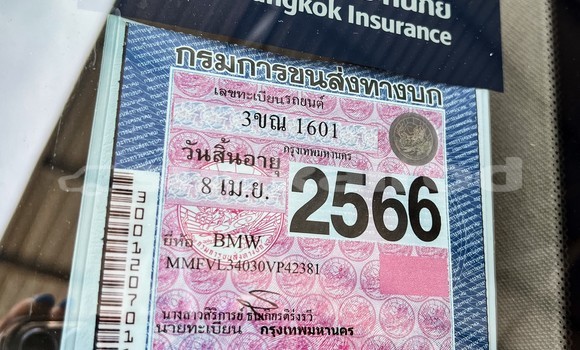 Bangkok Insurance
กรมการขนส่งทางบก
เลขทะเบียนรถยนต์
3ขณ 1601
กรุงเทพมหานคร
วันสิ้นอายุ
8 เม.ย. 2566
ยี่ห้อ BMW
MMFVL34030VP42381
นายทะเบียน กรุงเทพมหานคร
300120701